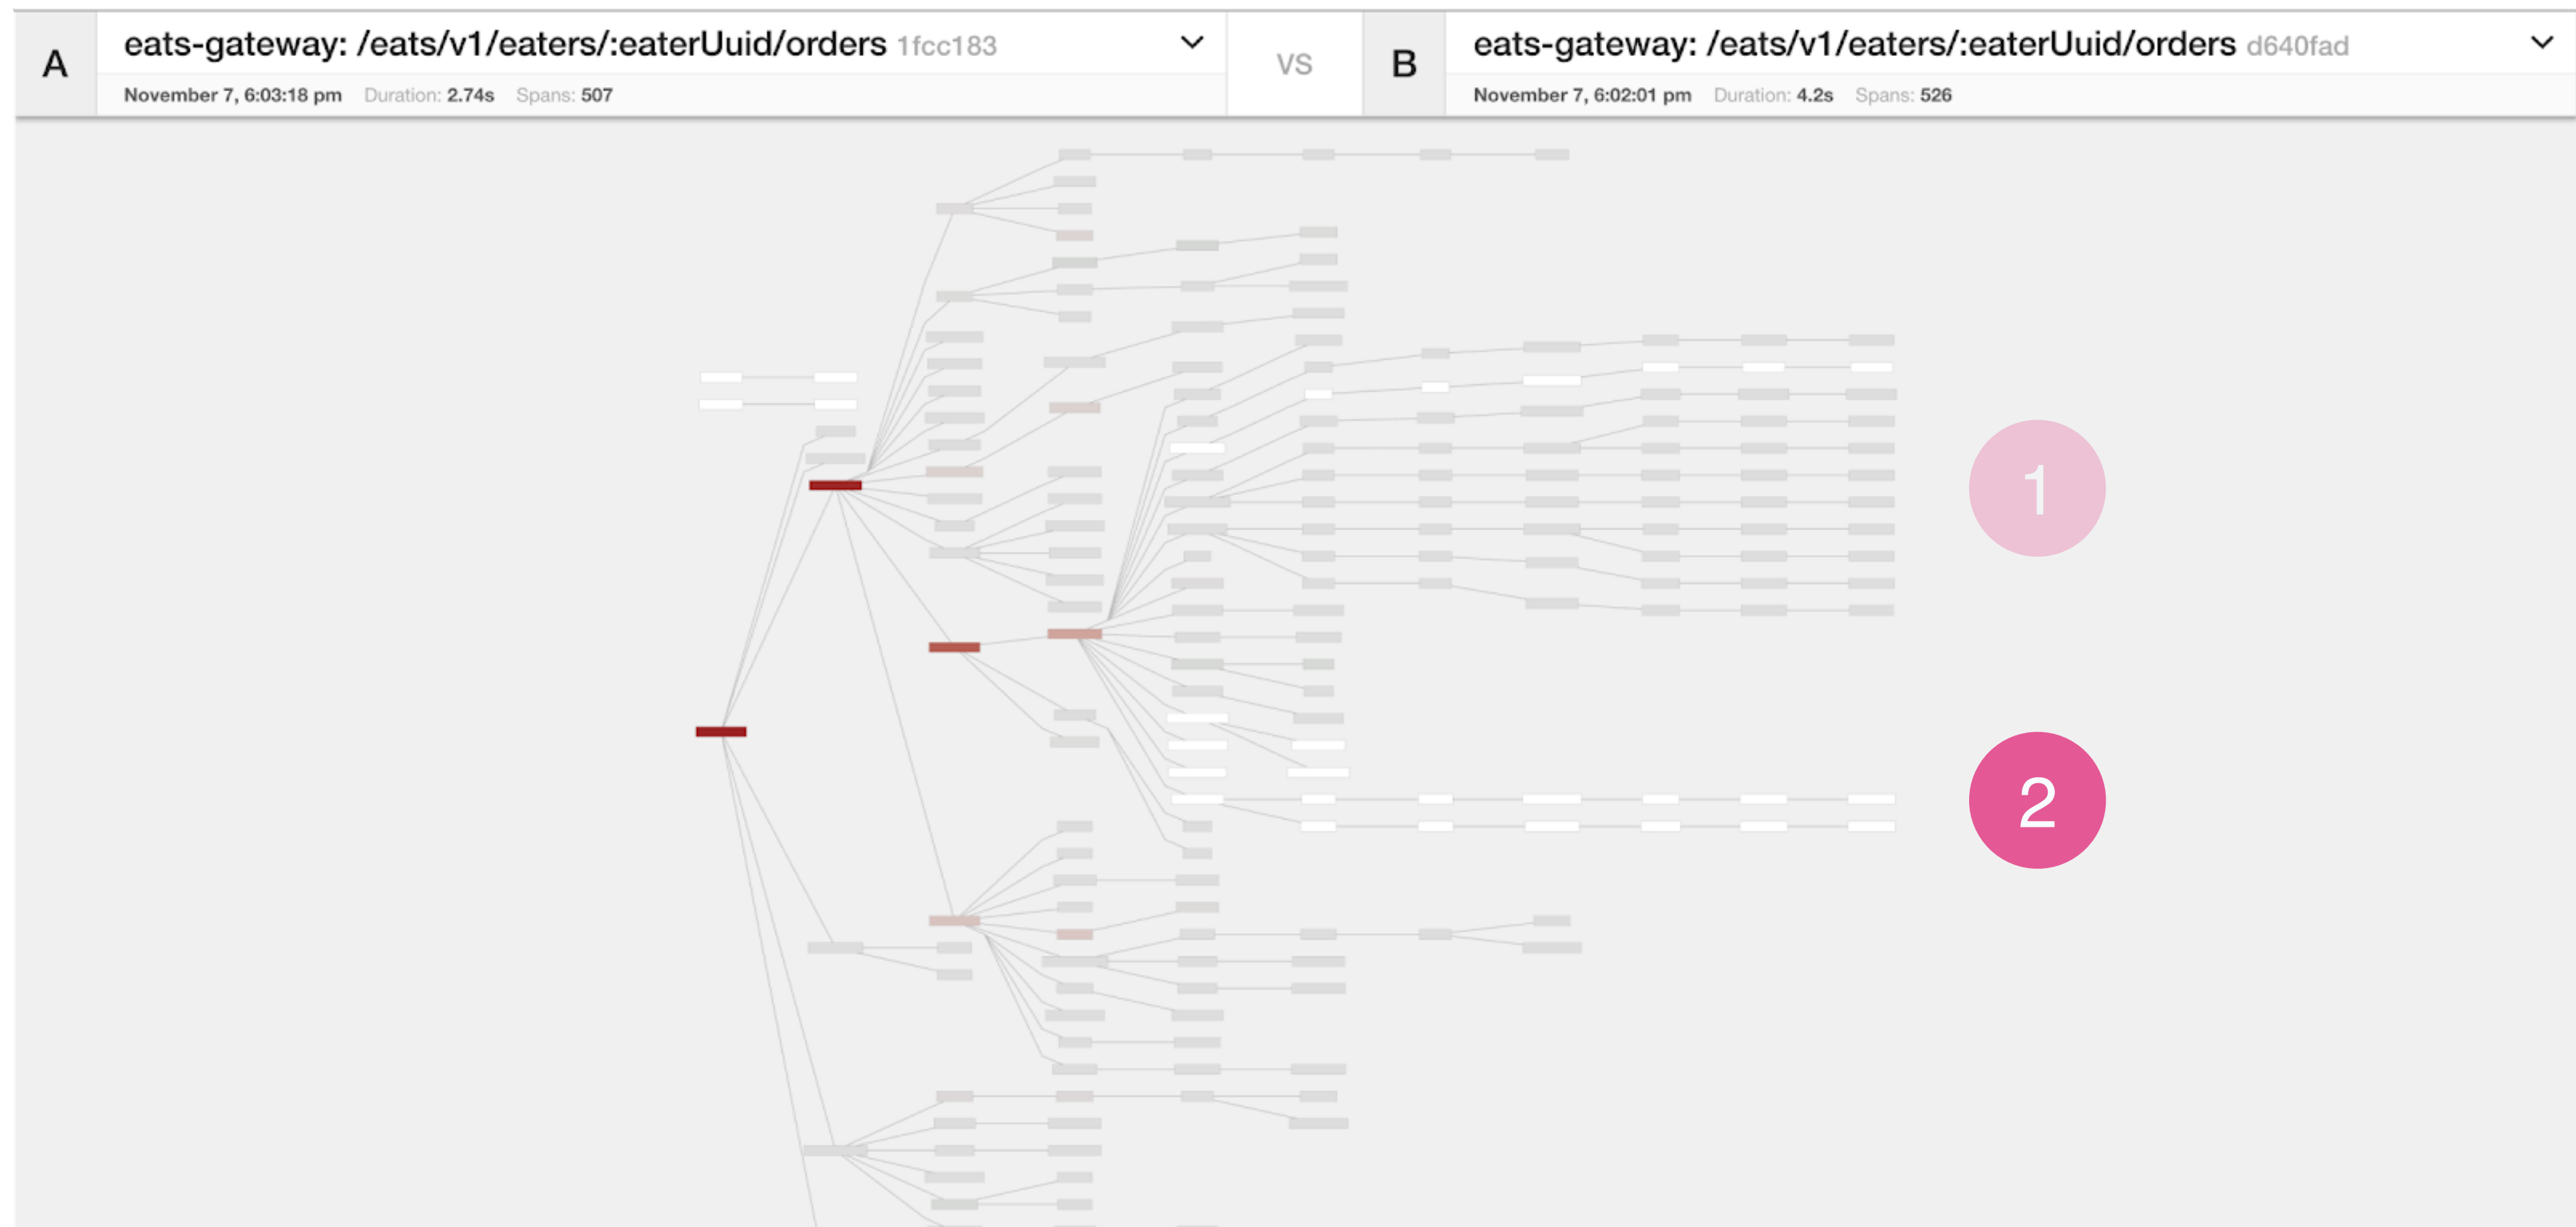 A
eats-gateway: /eats/v1/eaters/:eaterUuid/orders 1fcc183
November 7, 6:03:18 pm Duration: 2.74s Spans: 507
VS
B
eats-gateway: /eats/v1/eaters/:eaterUuid/orders d640fad
November 7, 6:02:01 pm Duration: 4.2s Spans: 526
1
2